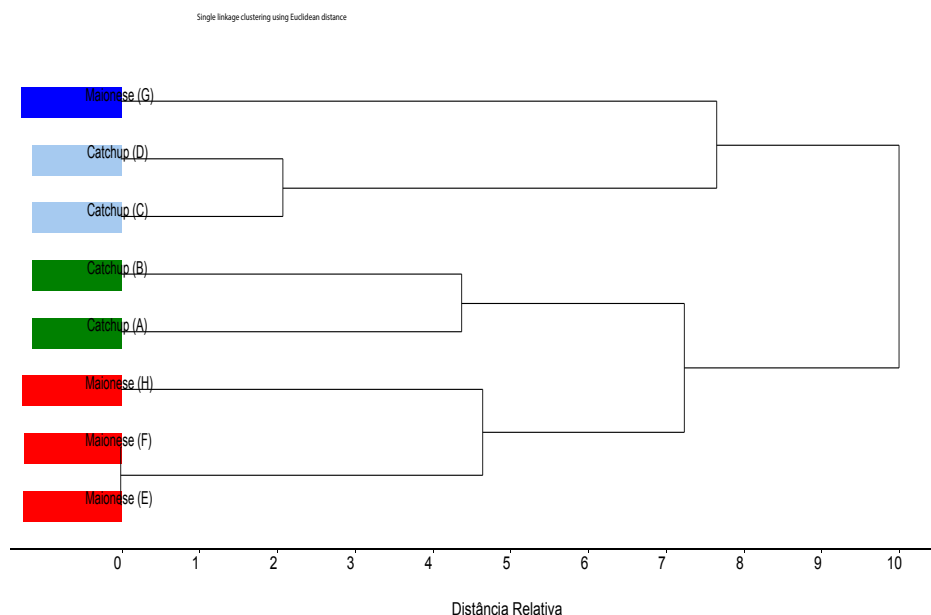 Single linkage clustering using Euclidean distance
Maionese (G)
Catchup (D)
Catchup (C)
Catchup (B)
Catchup (A)
Maionese (H)
Maionese (F)
Maionese (E)
0 1 2 3 4 5 6 7 8 9 10
Distância Relativa